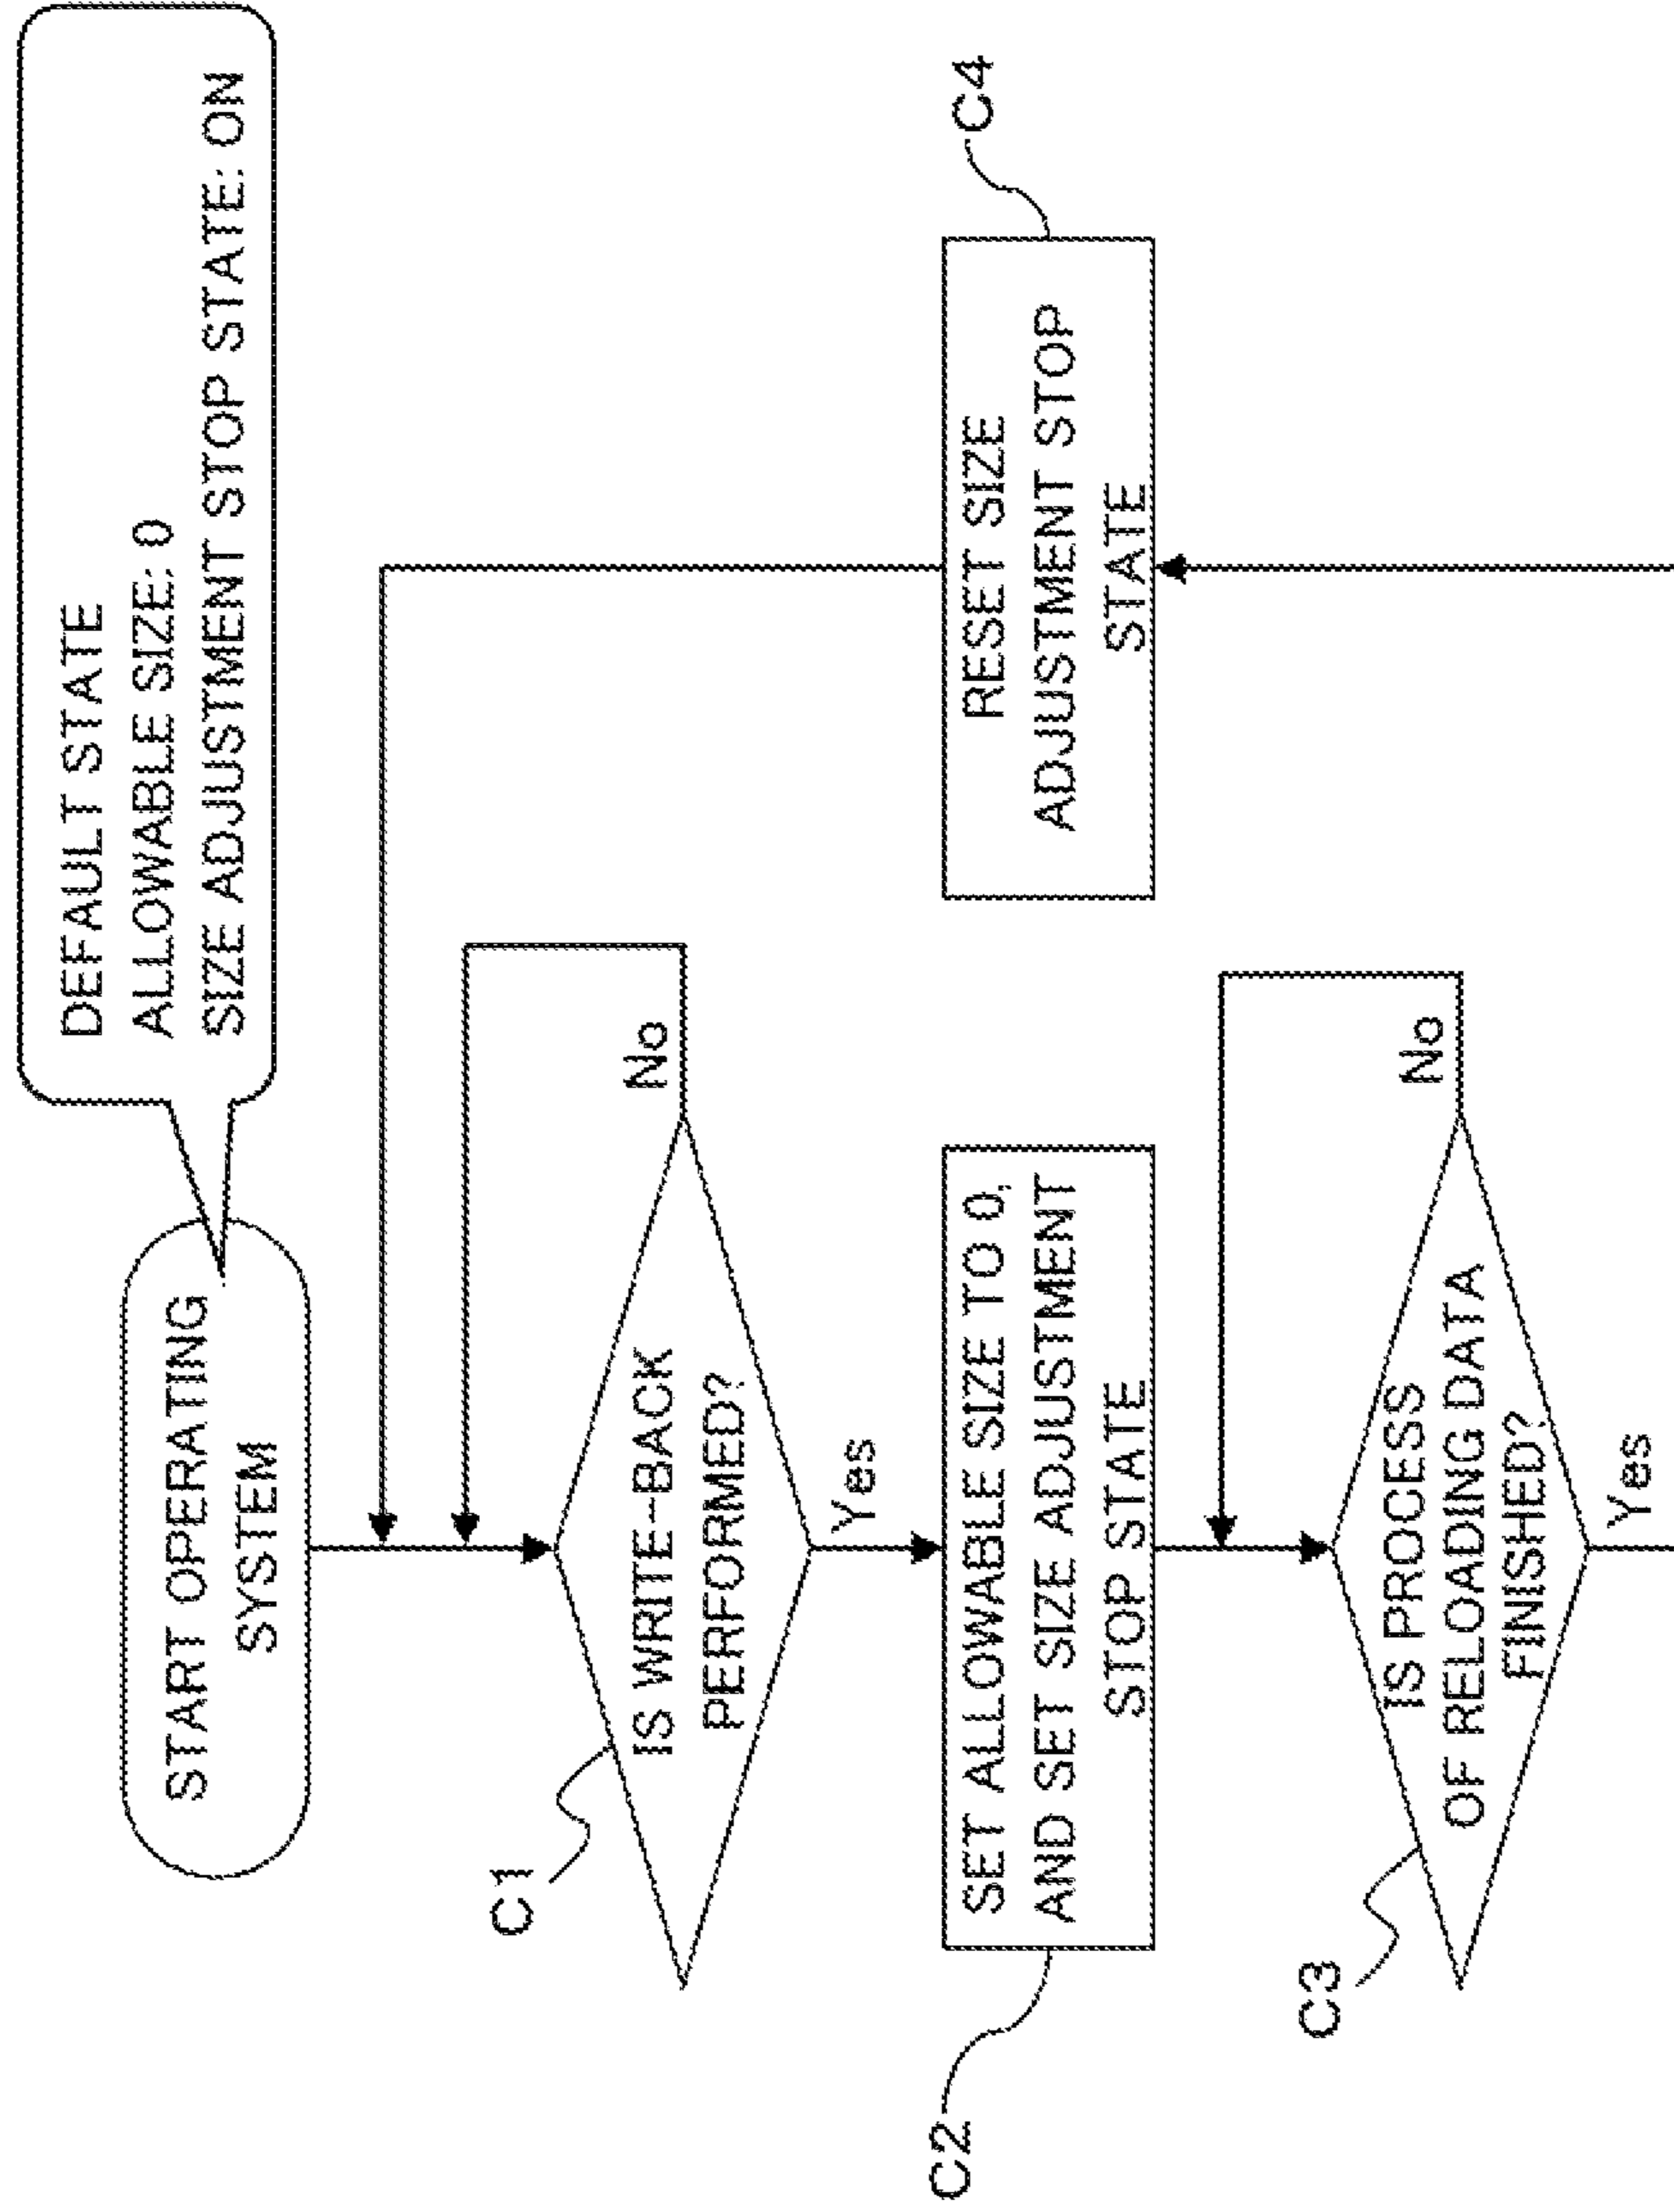 START OPERATING
SYSTEM
DEFAULT STATE
ALLOWABLE SIZE: 0
SIZE ADJUSTMENT STOP STATE: ON
C1
IS WRITE-BACK
PERFORMED?
No
Yes
C2
SET ALLOWABLE SIZE TO 0,
AND SET SIZE ADJUSTMENT
STOP STATE
C4
RESET SIZE
ADJUSTMENT STOP
STATE
C3
IS PROCESS
OF RELOADING DATA
FINISHED?
No
Yes